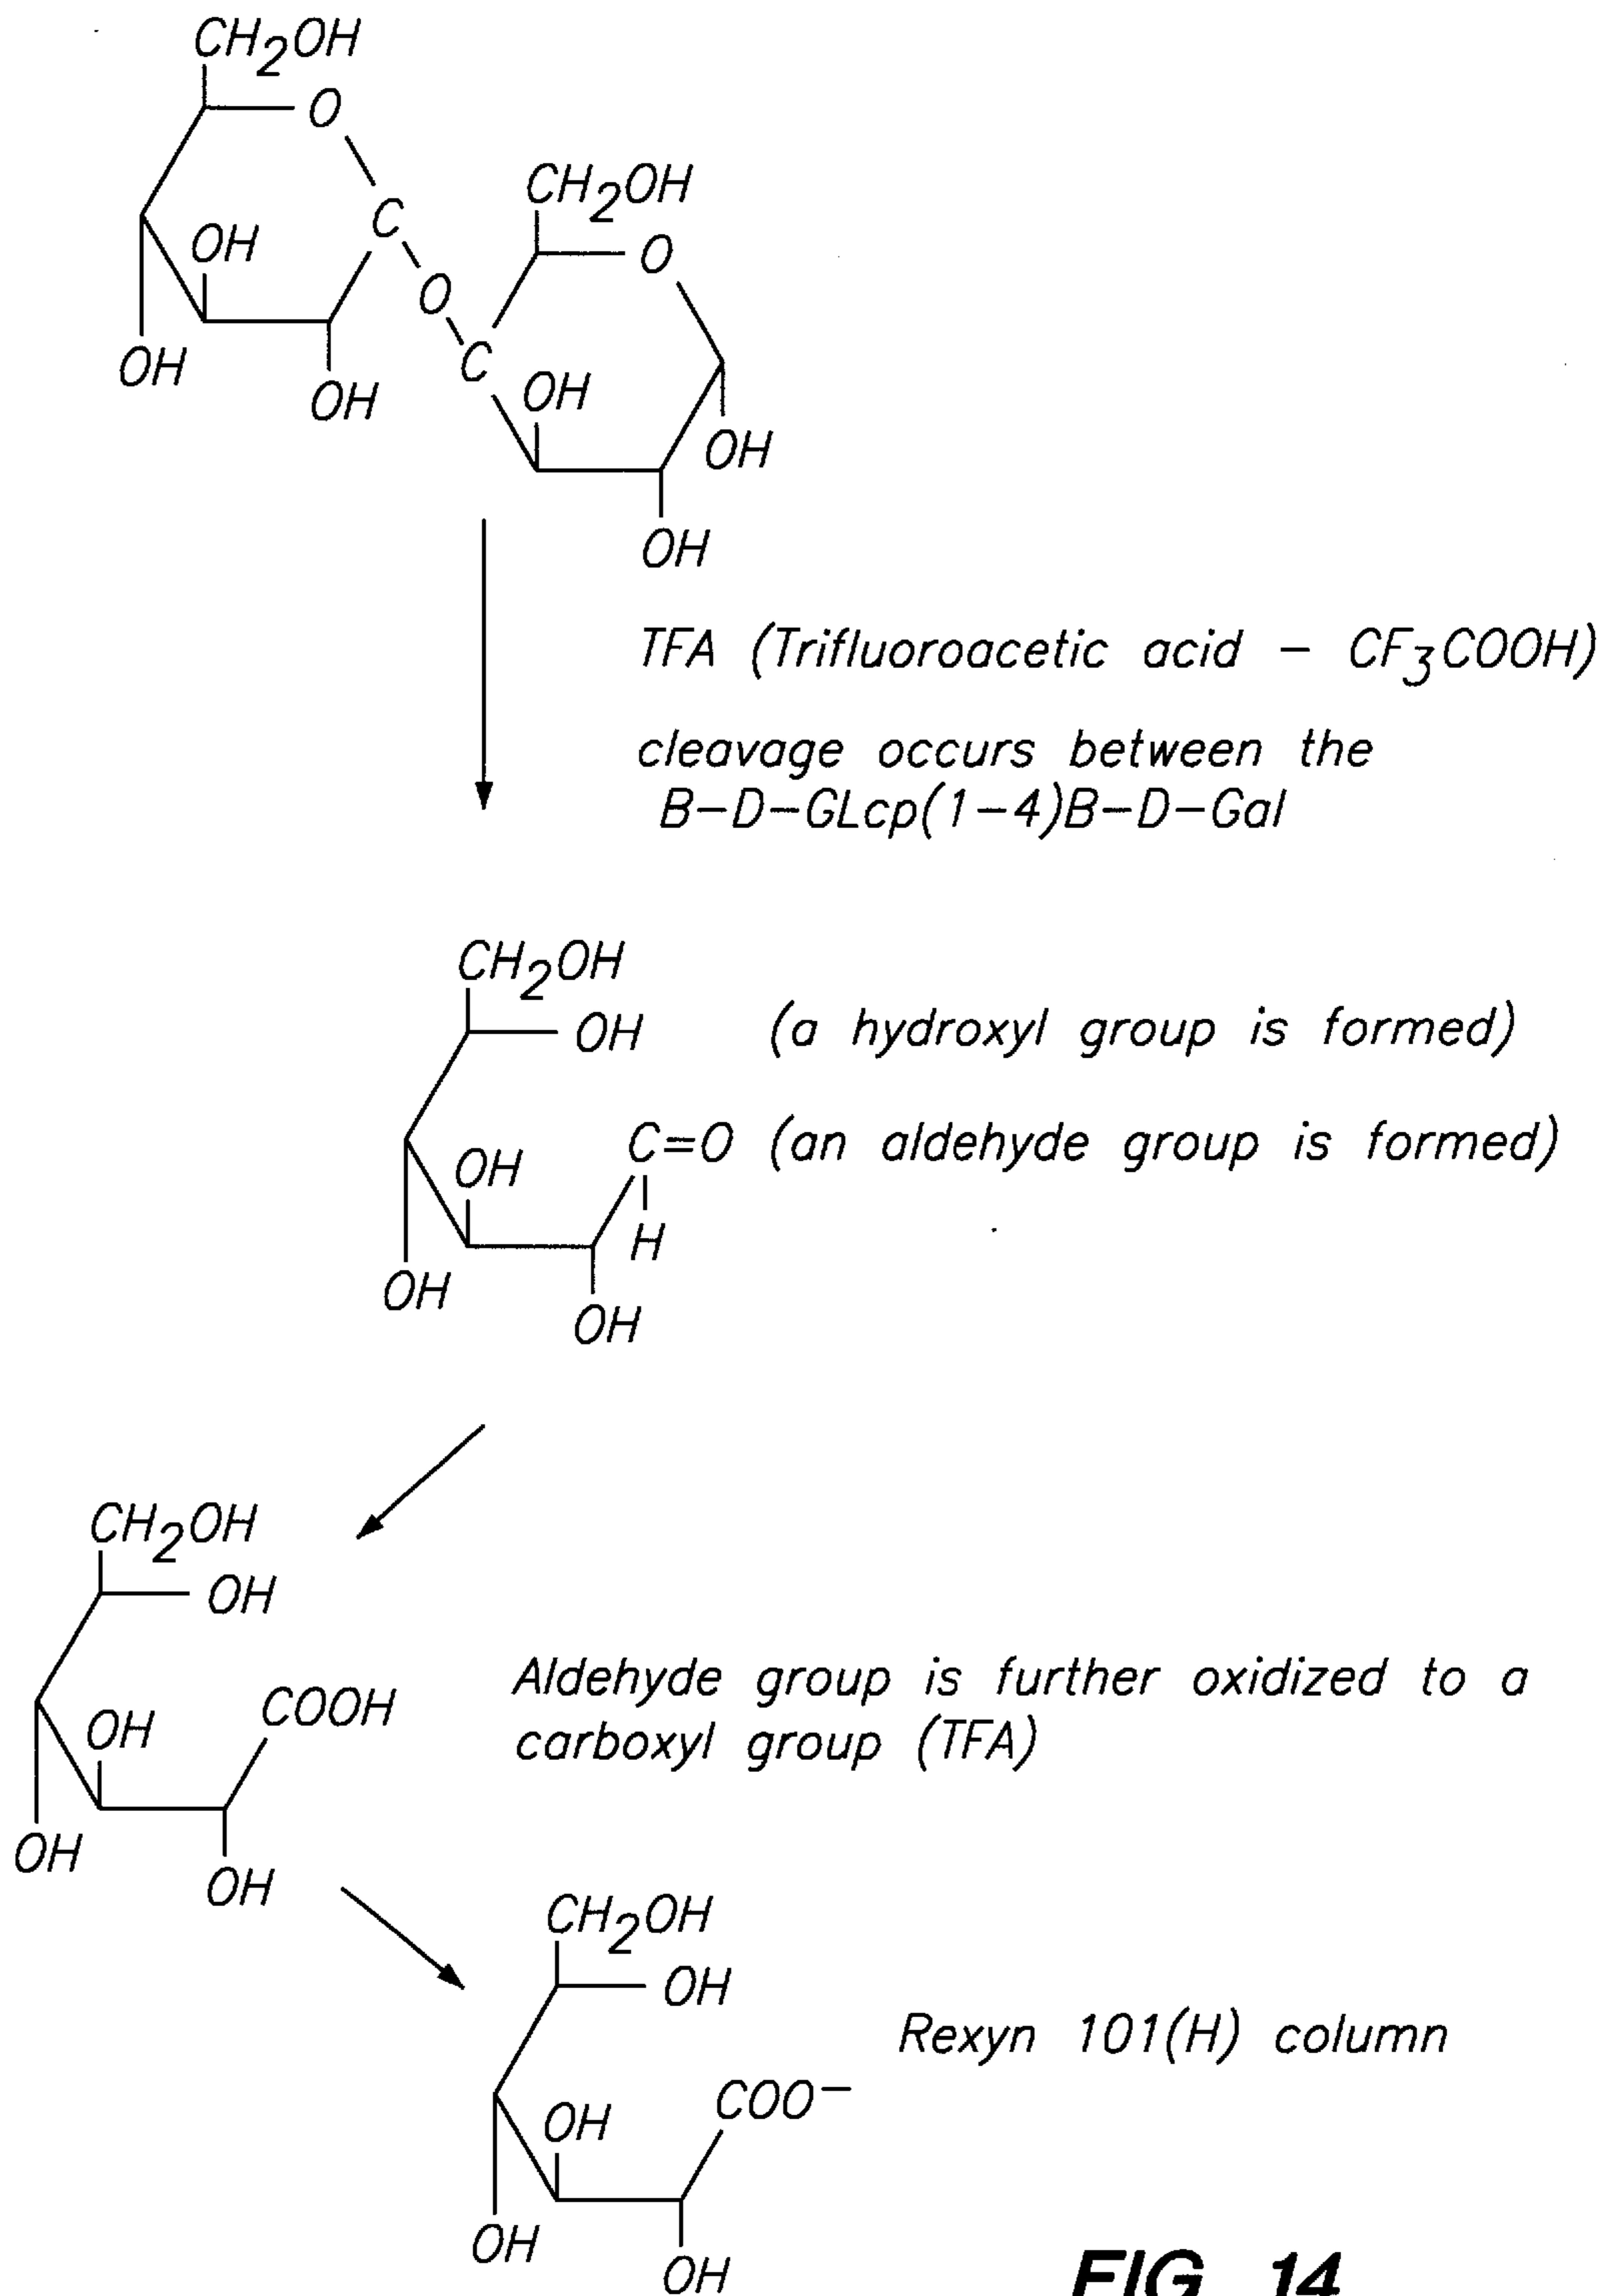 CH2OH
O
CH2OH
C
OH
O
O
C
OH
OH
OH
OH
OH
TFA (Trifluoroacetic acid – CF3COOH)
cleavage occurs between the
B–D–GLcp(1–4)B–D–Gal
CH2OH
OH (a hydroxyl group is formed)
C=O (an aldehyde group is formed)
OH
H
OH
OH
CH2OH
OH
Aldehyde group is further oxidized to a
COOH
OH
carboxyl group (TFA)
OH
OH
CH2OH
OH
Rexyn 101(H) column
COO–
OH
OH
OH
FIG. 14